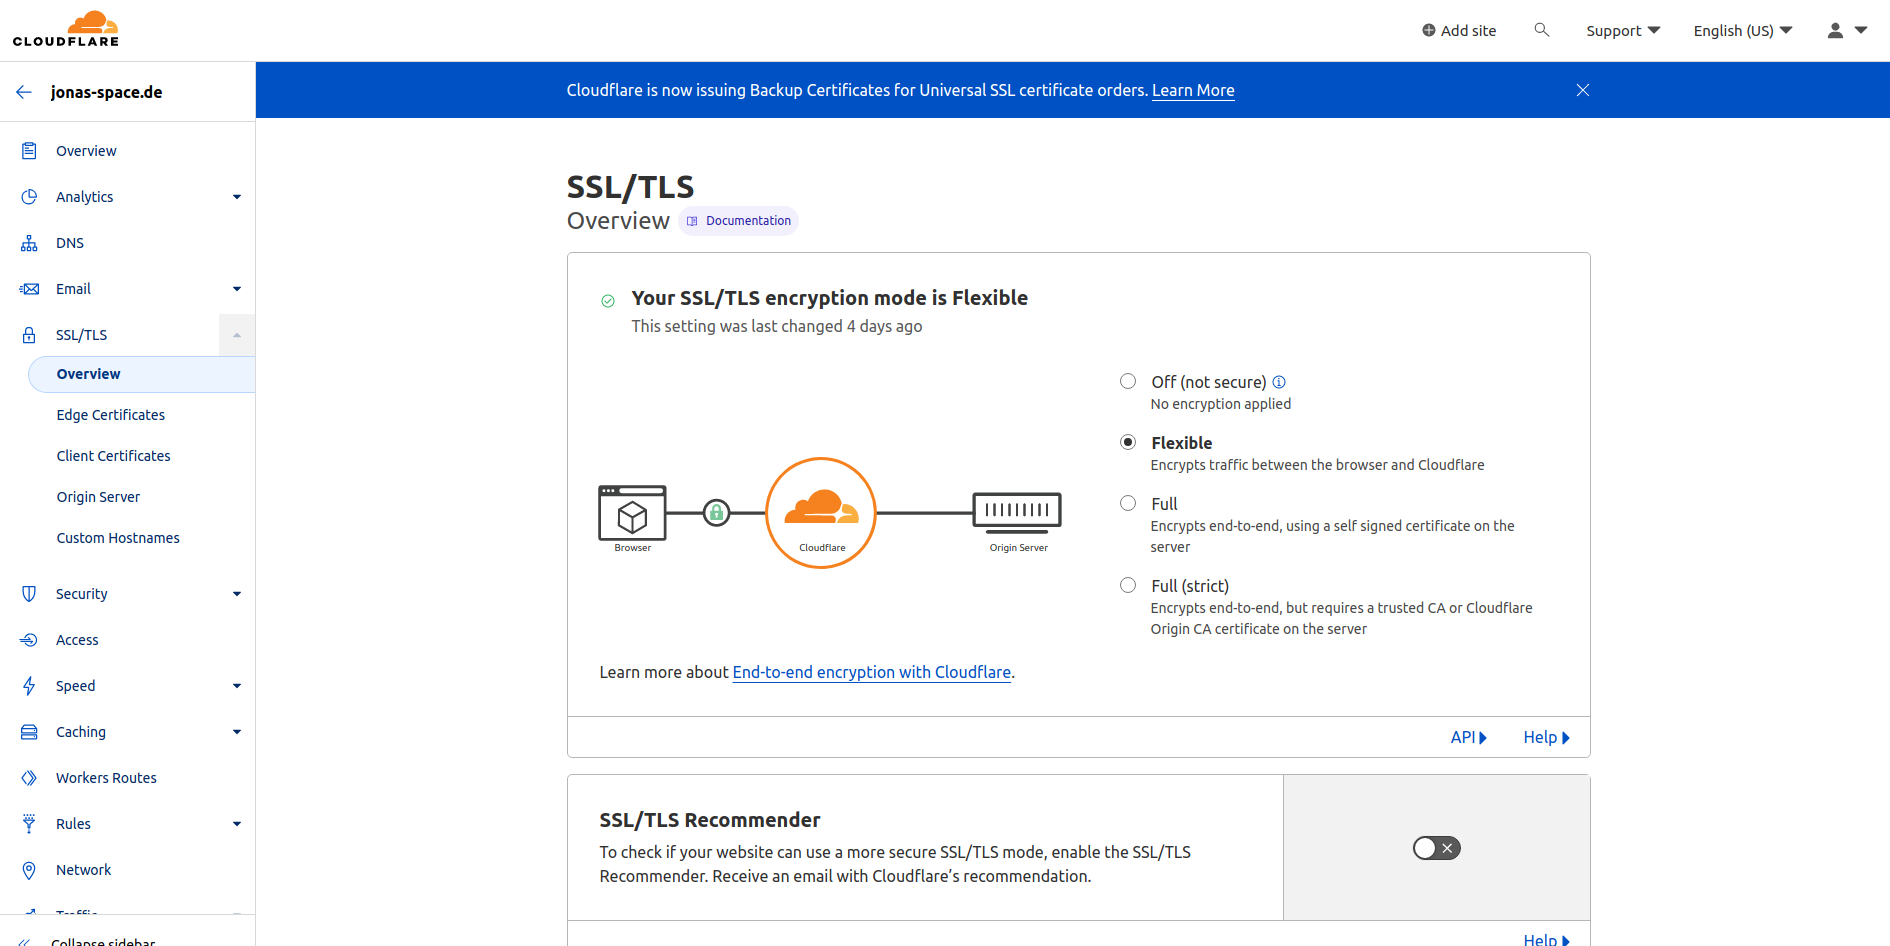 CLOUDFLARE
Add site
Support
English (US)
jonas-space.de
Overview
Analytics
DNS
Email
SSL/TLS
Overview
Edge Certificates
Client Certificates
Origin Server
Custom Hostnames
Security
Access
Speed
Caching
Workers Routes
Rules
Network
Traffic
Collapse sidebar
Cloudflare is now issuing Backup Certificates for Universal SSL certificate orders. Learn More
SSL/TLS
Overview
Documentation
Your SSL/TLS encryption mode is Flexible
This setting was last changed 4 days ago
Browser
Cloudflare
Origin Server
Off (not secure)
No encryption applied
Flexible
Encrypts traffic between the browser and Cloudflare
Full
Encrypts end-to-end, using a self signed certificate on the
server
Full (strict)
Encrypts end-to-end, but requires a trusted CA or Cloudflare
Origin CA certificate on the server
Learn more about End-to-end encryption with Cloudflare.
API
Help
SSL/TLS Recommender
To check if your website can use a more secure SSL/TLS mode, enable the SSL/TLS
Recommender. Receive an email with Cloudflare’s recommendation.
Help